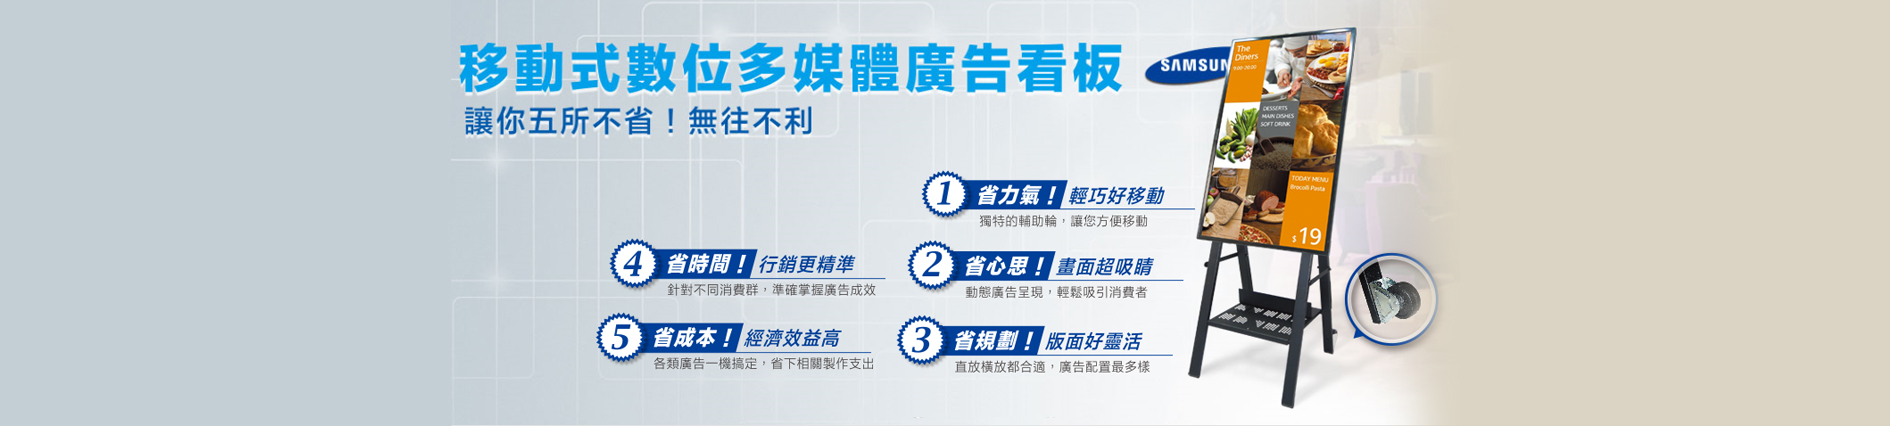 移動式數位多媒體廣告看板
讓你五所不省！無往不利
SAMSUN
The
Diners
9:00-20:00
DESSERTS
MAIN DISHES
SOFT DRINK
TODAY MENU
Brocolli Pasta
$19
1 省力氣！輕巧好移動
獨特的輔助輪，讓您方便移動
2 省心思！畫面超吸睛
動態廣告呈現，輕鬆吸引消費者
3 省規劃！版面好靈活
直放橫放都合適，廣告配置最多樣
4 省時間！行銷更精準
針對不同消費群，準確掌握廣告成效
5 省成本！經濟效益高
各類廣告一機搞定，省下相關製作支出